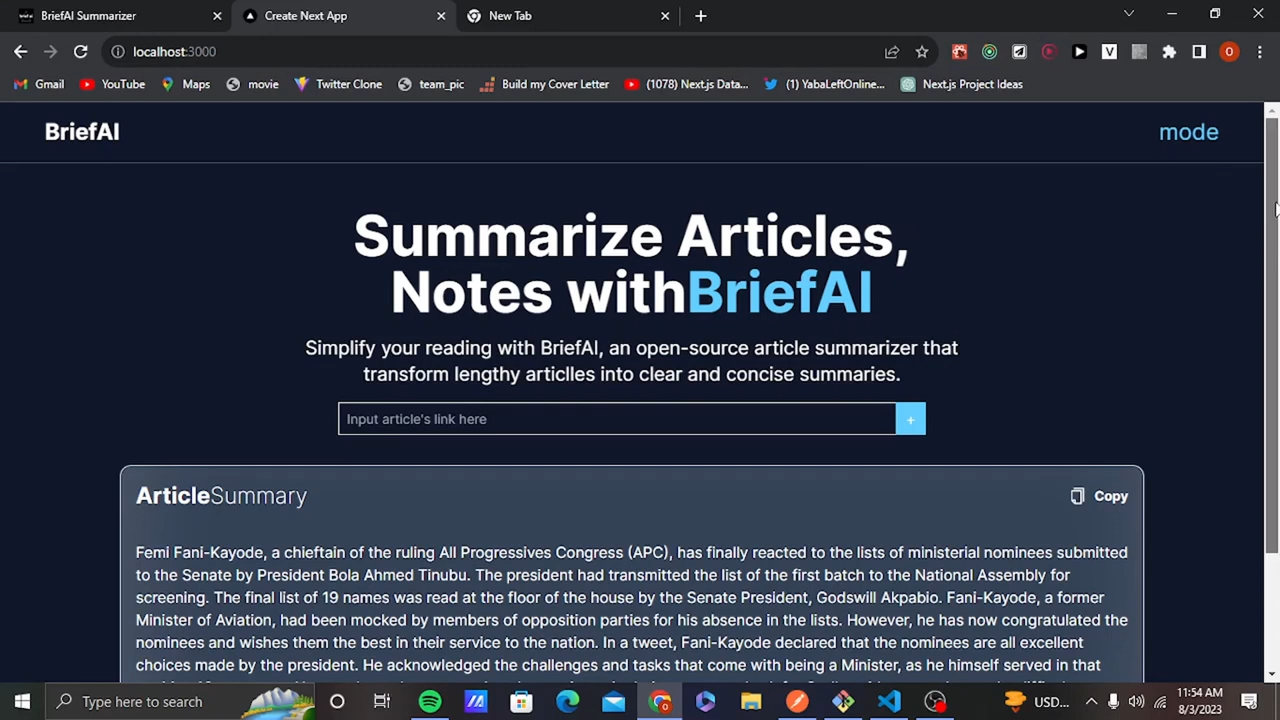 BriefAI Summarizer
Create Next App
New Tab
localhost:3000
Gmail
YouTube
Maps
movie
Twitter Clone
team_pic
Build my Cover Letter
(1078) Next.js Data...
(1) YabaLeftOnline...
Next.js Project Ideas
BriefAI
mode
Summarize Articles,
Notes withBriefAI
Simplify your reading with BriefAI, an open-source article summarizer that
transform lengthy articlles into clear and concise summaries.
Input article's link here
+
ArticleSummary
Copy
Femi Fani-Kayode, a chieftain of the ruling All Progressives Congress (APC), has finally reacted to the lists of ministerial nominees submitted
to the Senate by President Bola Ahmed Tinubu. The president had transmitted the list of the first batch to the National Assembly for
screening. The final list of 19 names was read at the floor of the house by the Senate President, Godswill Akpabio. Fani-Kayode, a former
Minister of Aviation, had been mocked by members of opposition parties for his absence in the lists. However, he has now congratulated the
nominees and wishes them the best in their service to the nation. In a tweet, Fani-Kayode declared that the nominees are all excellent
choices made by the president. He acknowledged the challenges and tasks that come with being a Minister, as he himself served in that
Type here to search
USD...
11:54 AM
8/3/2023